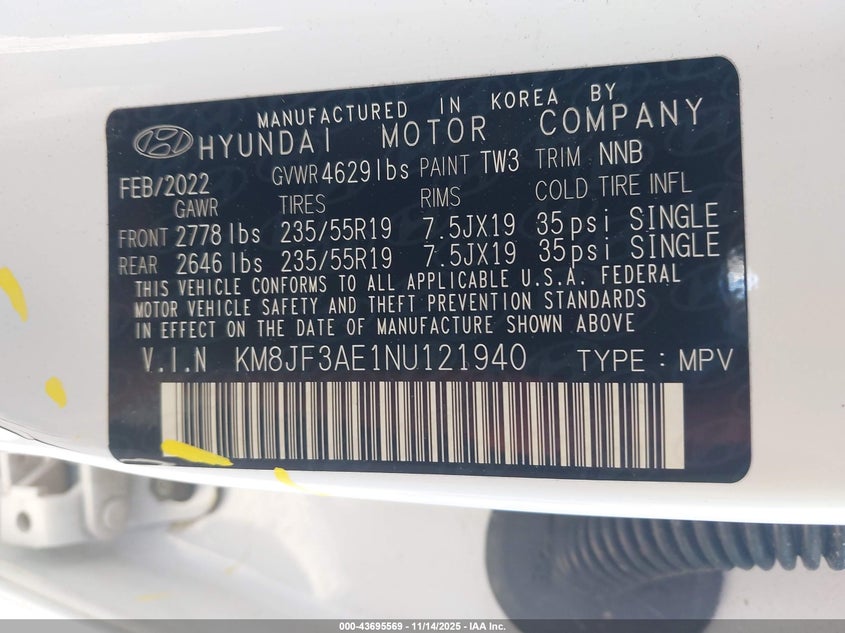 MANUFACTURED IN KOREA BY
HYUNDAI MOTOR COMPANY
FEB/2022 GVWR 4629 lbs PAINT TW3 TRIM NNB
GAWR TIRES RIMS COLD TIRE INFL
FRONT 2778 lbs 235/55R19 7.5JX19 35 psi SINGLE
REAR 2646 lbs 235/55R19 7.5JX19 35 psi SINGLE
THIS VEHICLE CONFORMS TO ALL APPLICABLE U.S.A. FEDERAL
MOTOR VEHICLE SAFETY AND THEFT PREVENTION STANDARDS
IN EFFECT ON THE DATE OF MANUFACTURE SHOWN ABOVE
V.I.N KM8JF3AE1NU121940 TYPE : MPV
000-43695569 - 11/14/2025 - IAA Inc.